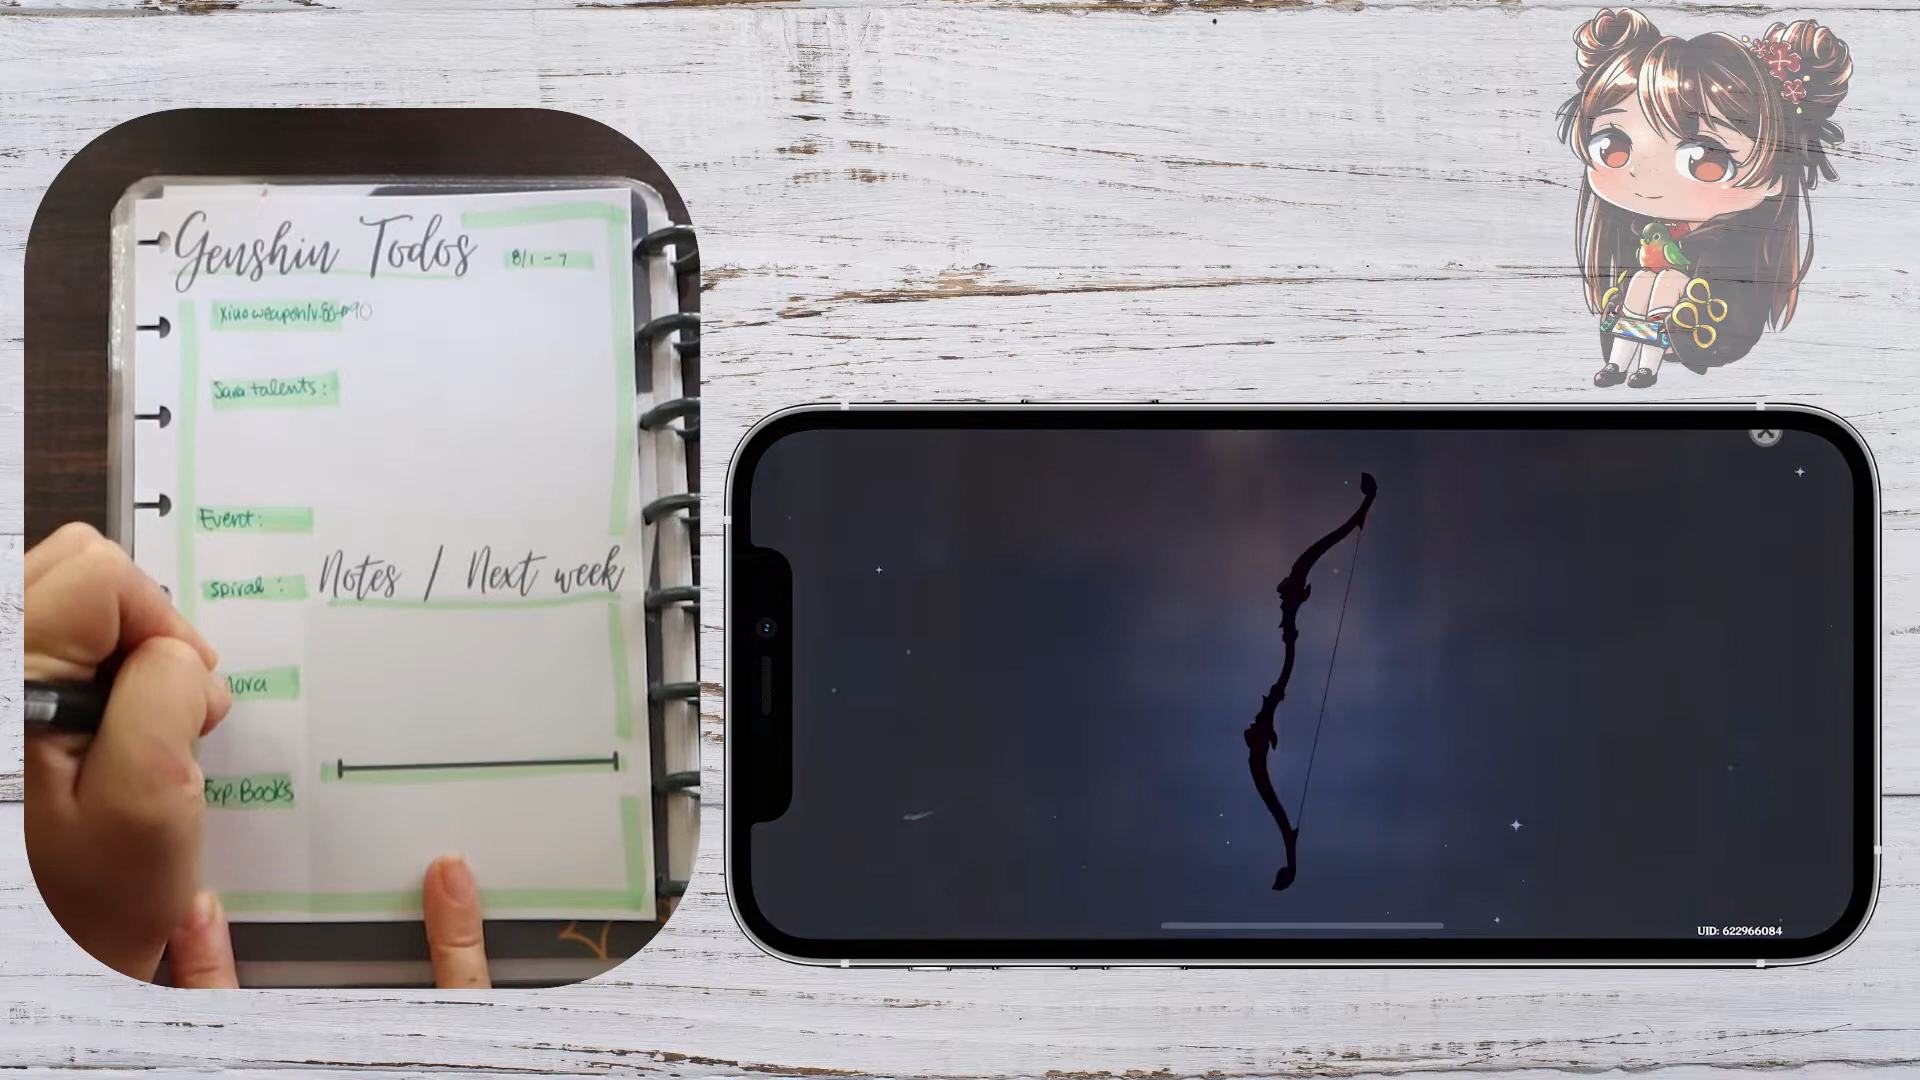 Genshin Todos
8/1 - 7
Xiao weapon lv. 80 → 90
Sara talents :
Event :
Notes / Next week
spiral :
Mora
Exp. Books
UID: 622966084